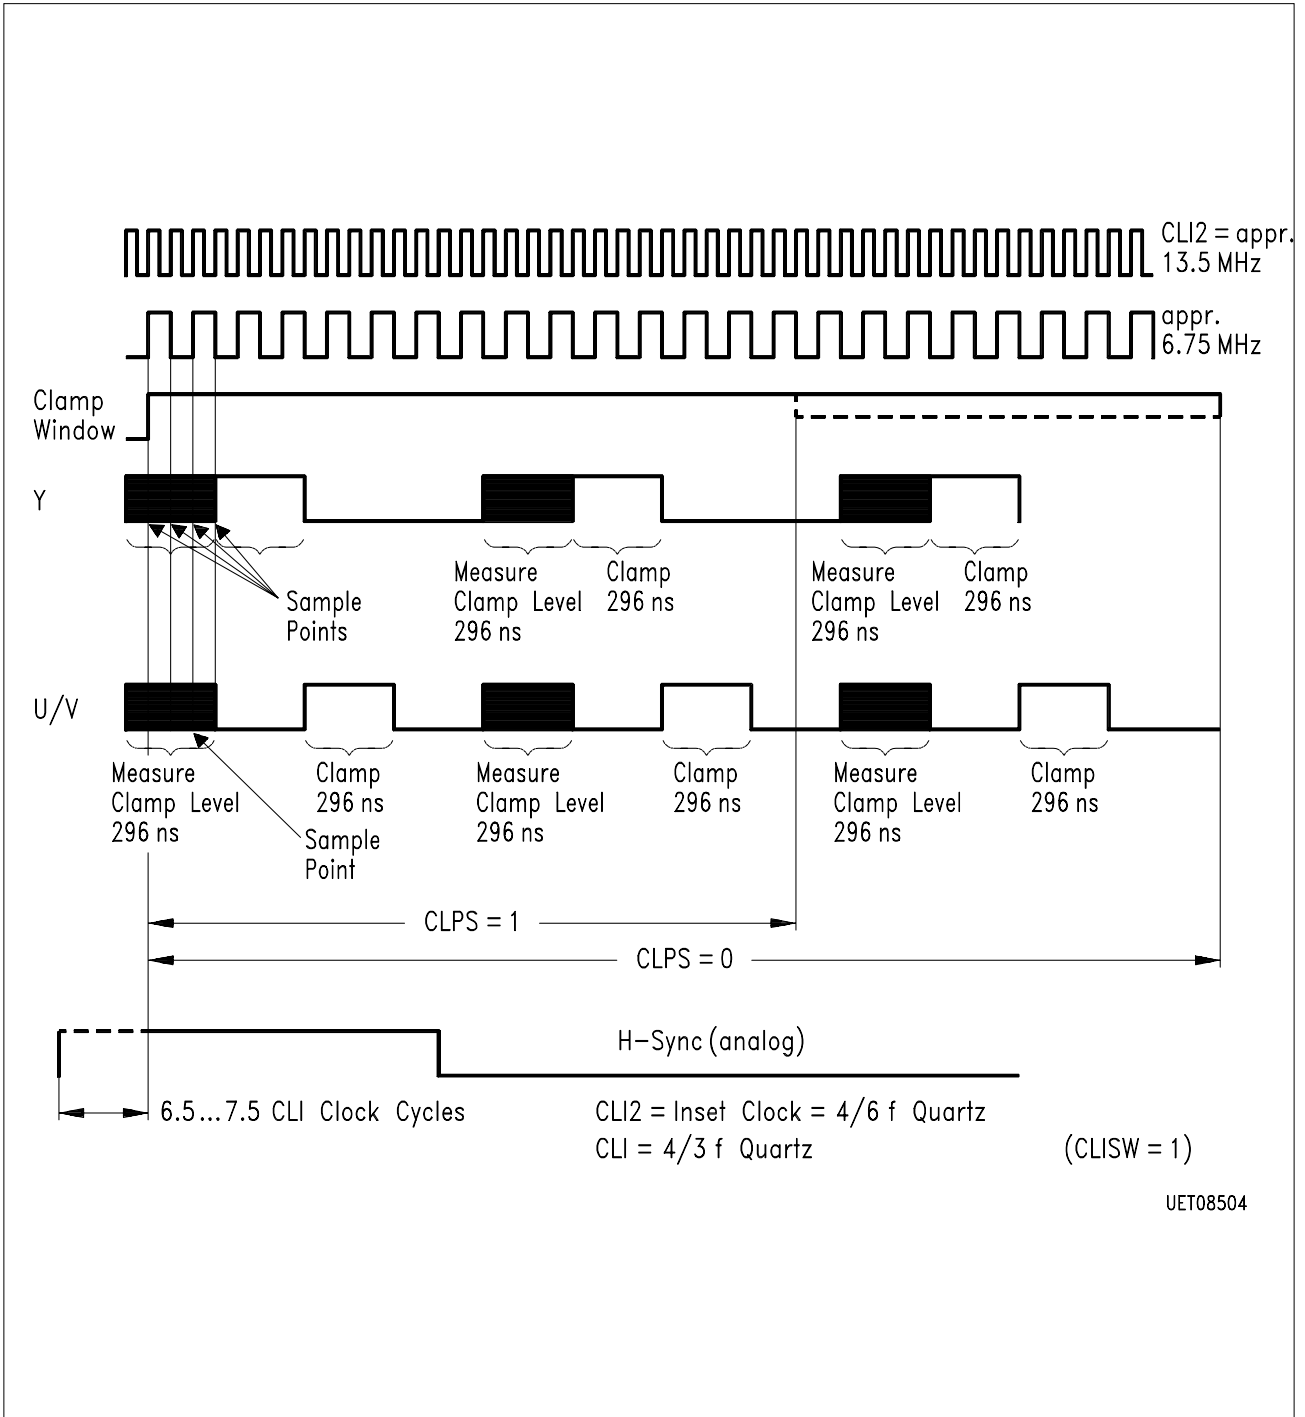 CLI2 = appr.
13.5 MHz
appr.
6.75 MHz
Clamp
Window
Y
Measure
Clamp Level
296 ns
Clamp
296 ns
Measure
Clamp Level
296 ns
Clamp
296 ns
Sample
Points
U/V
Measure
Clamp Level
296 ns
Clamp
296 ns
Measure
Clamp Level
296 ns
Clamp
296 ns
Measure
Clamp Level
296 ns
Clamp
296 ns
Sample
Point
CLPS = 1
CLPS = 0
H-Sync (analog)
6.5...7.5 CLI Clock Cycles
CLI2 = Inset Clock = 4/6 f Quartz
CLI = 4/3 f Quartz
(CLISW = 1)
UET08504